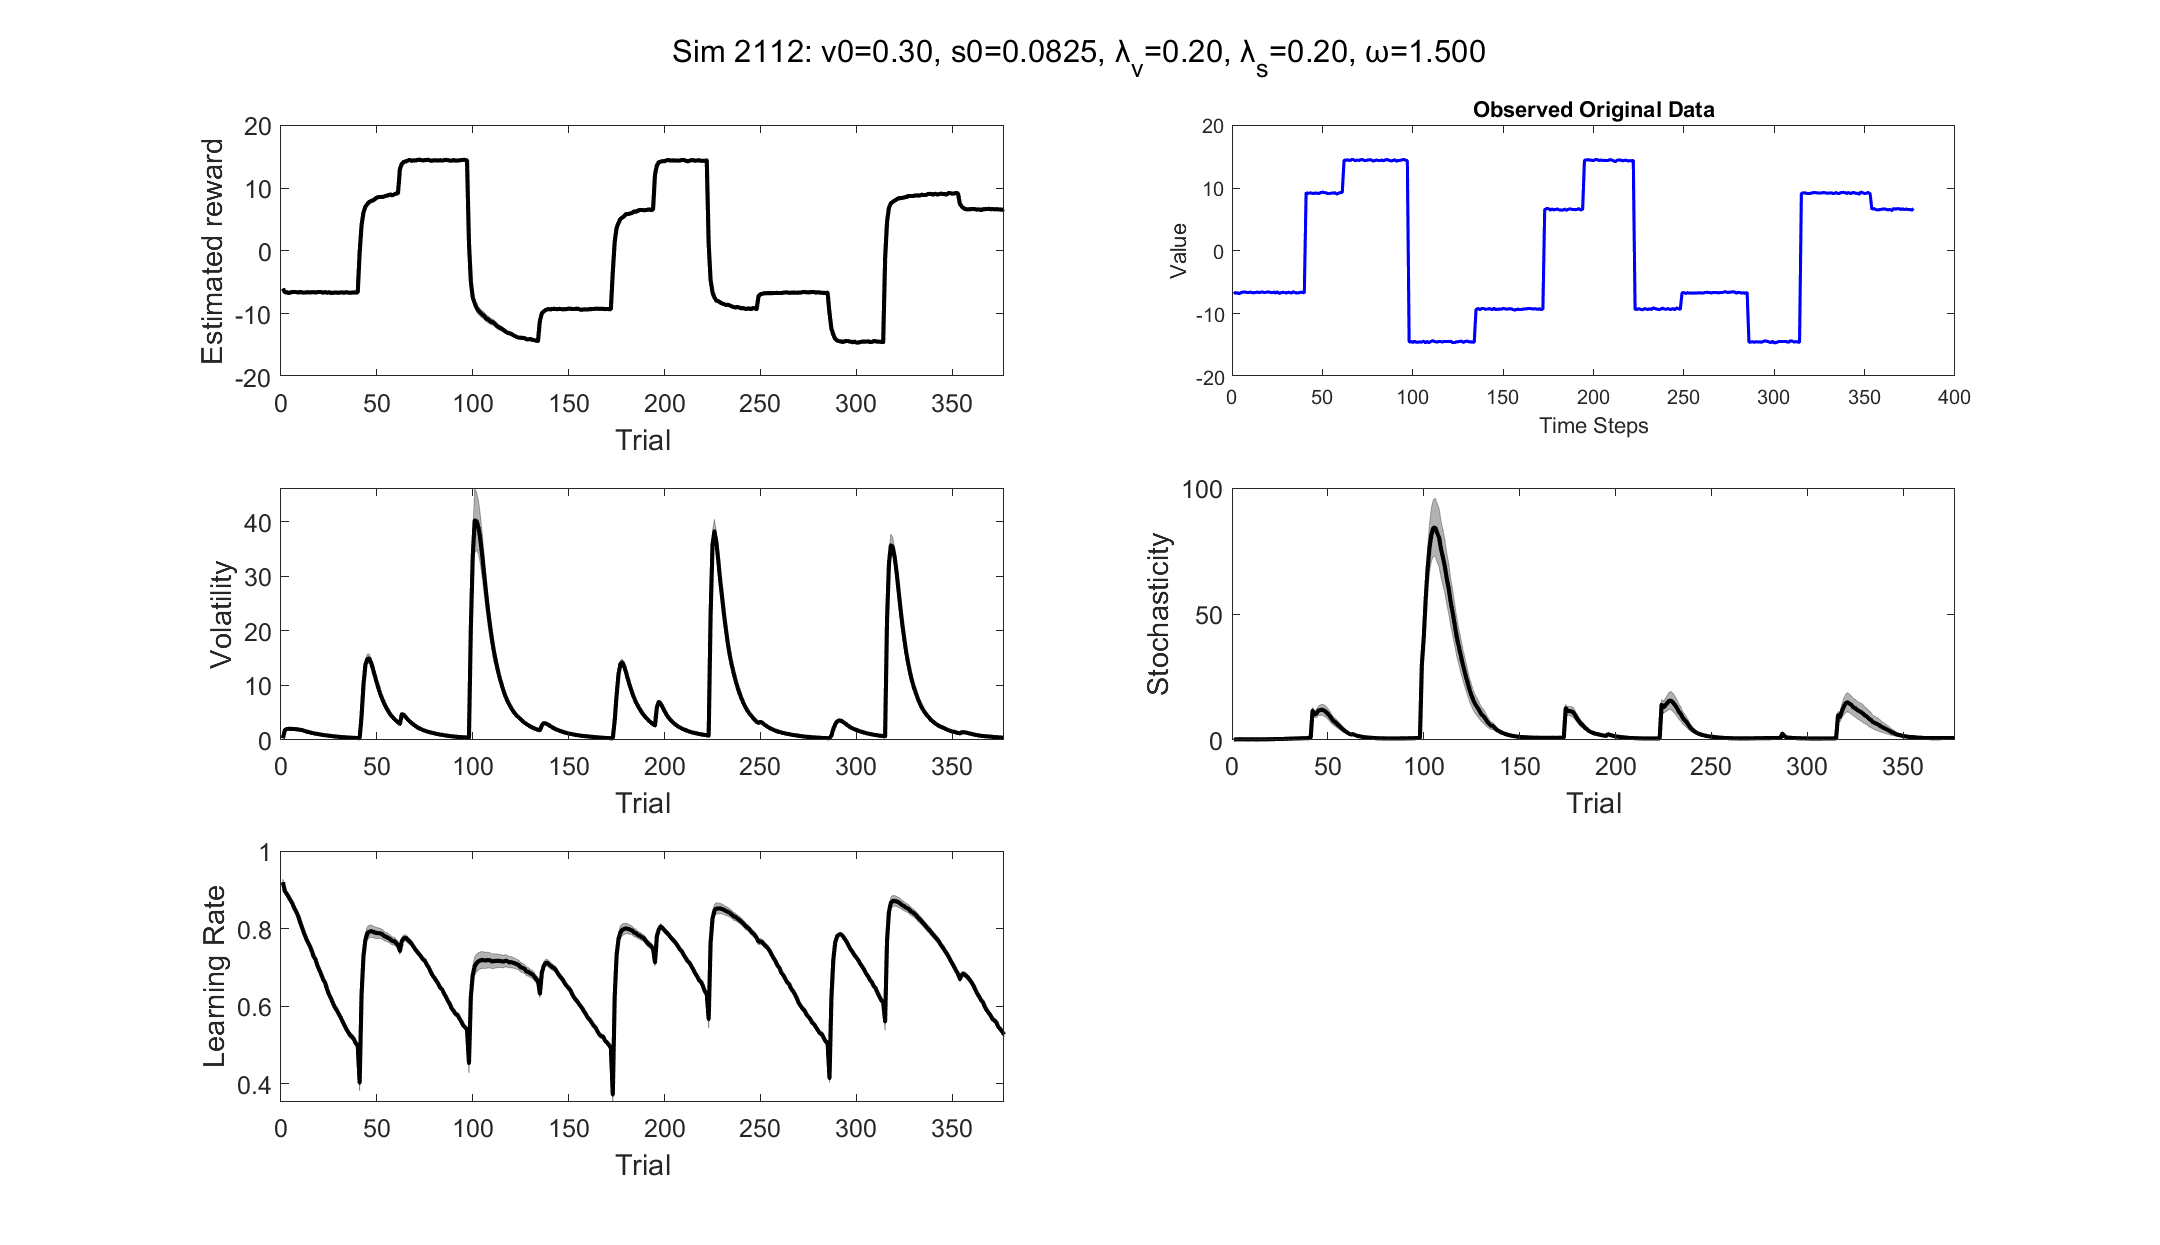 Sim 2112: v0=0.30, s0=0.0825, λ_v=0.20, λ_s=0.20, ω=1.500
Estimated reward
20
10
0
-10
-20
0 50 100 150 200 250 300 350
Trial
Observed Original Data
Value
20
10
0
-10
-20
0 50 100 150 200 250 300 350 400
Time Steps
Volatility
40
30
20
10
0
0 50 100 150 200 250 300 350
Trial
Stochasticity
100
50
0
0 50 100 150 200 250 300 350
Trial
Learning Rate
1
0.8
0.6
0.4
0 50 100 150 200 250 300 350
Trial